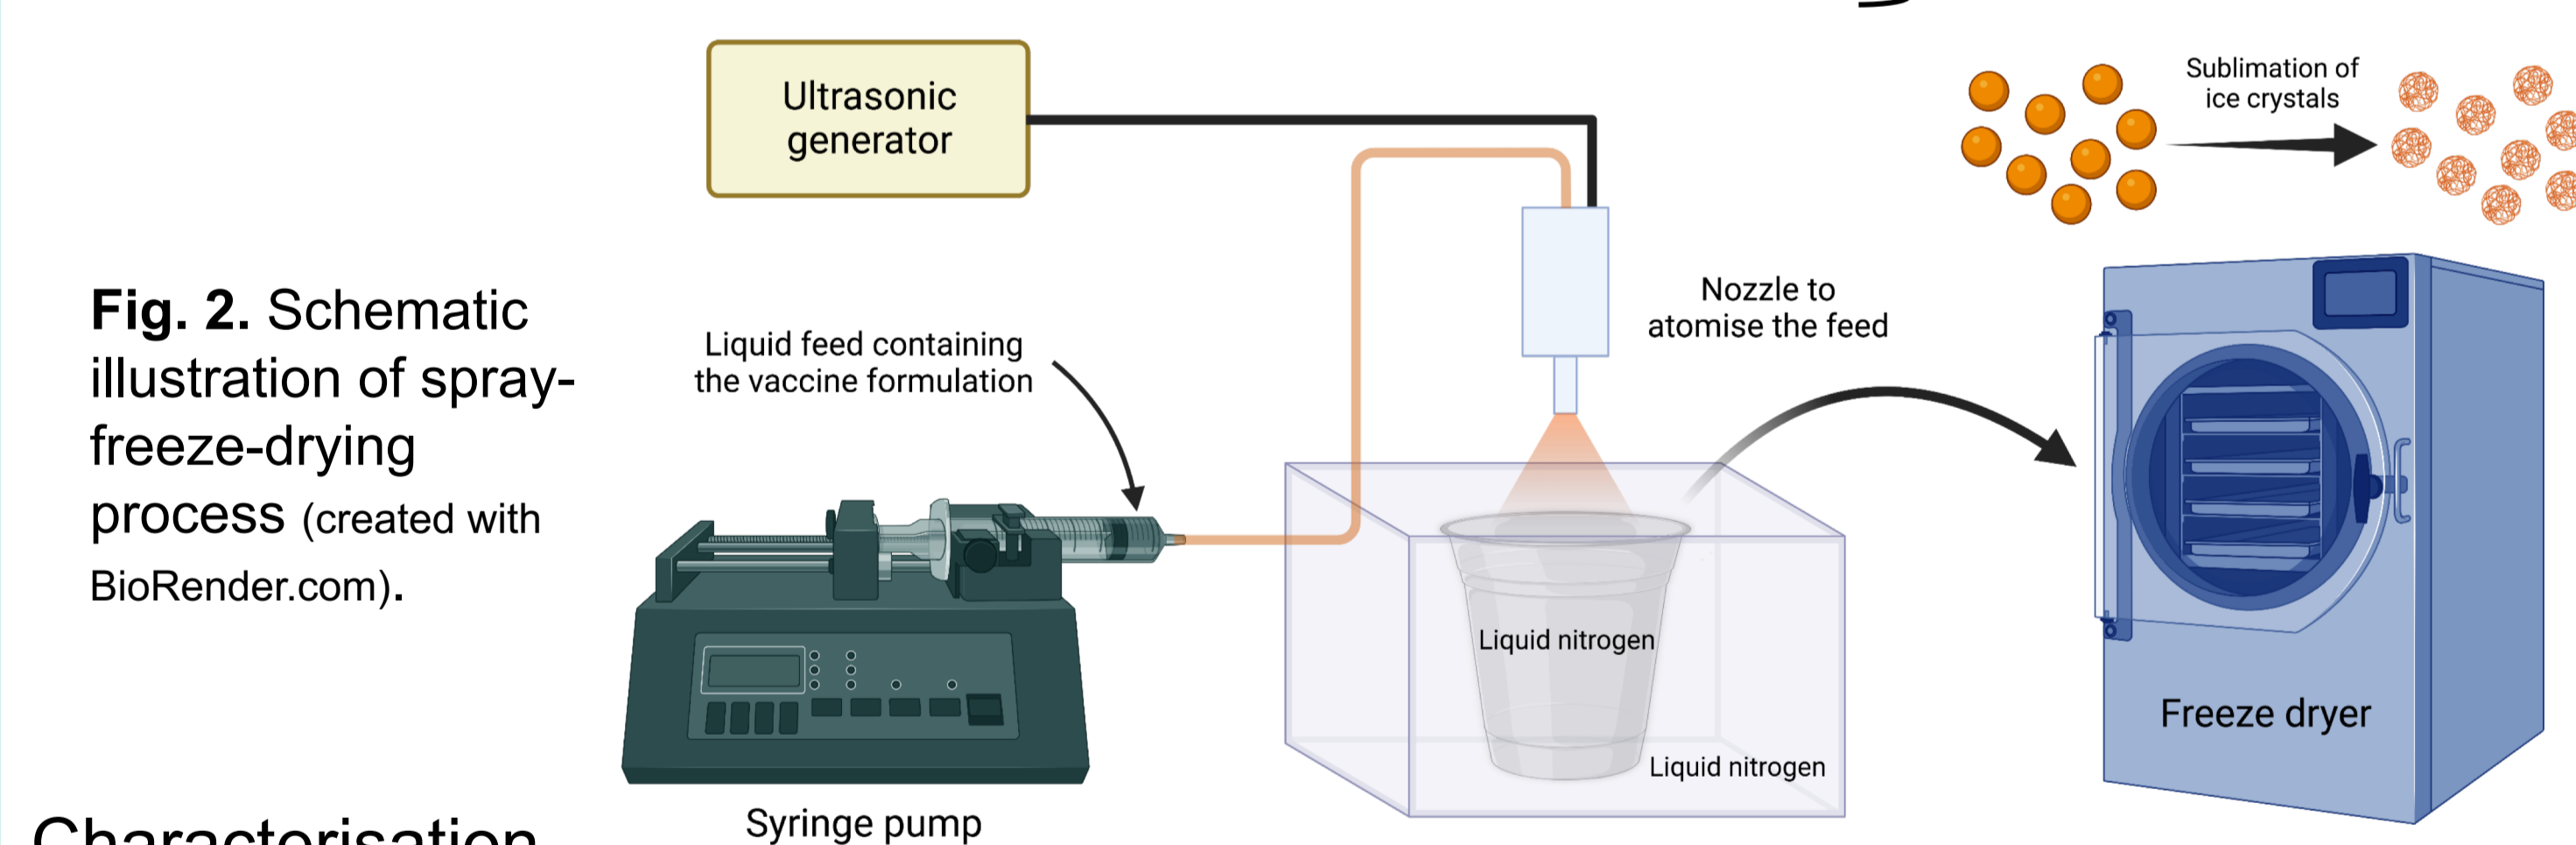 Ultrasonic
generator
Sublimation of
ice crystals
Fig. 2. Schematic
illustration of spray-
freeze-drying
process (created with
BioRender.com).
Liquid feed containing
the vaccine formulation
Nozzle to
atomise the feed
Liquid nitrogen
Liquid nitrogen
Freeze dryer
Syringe pump
Characterisation